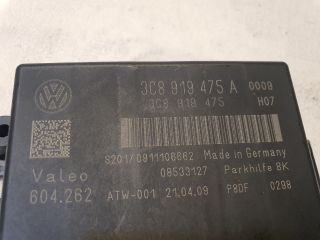 3C8 919 475 A 0009
3C8 919 475 H07
S201/0911106662 Made in Germany
Valeo 08533127 Parkhilfe 8K
604.262 ATW-001 21.04.09 P8DF 0298